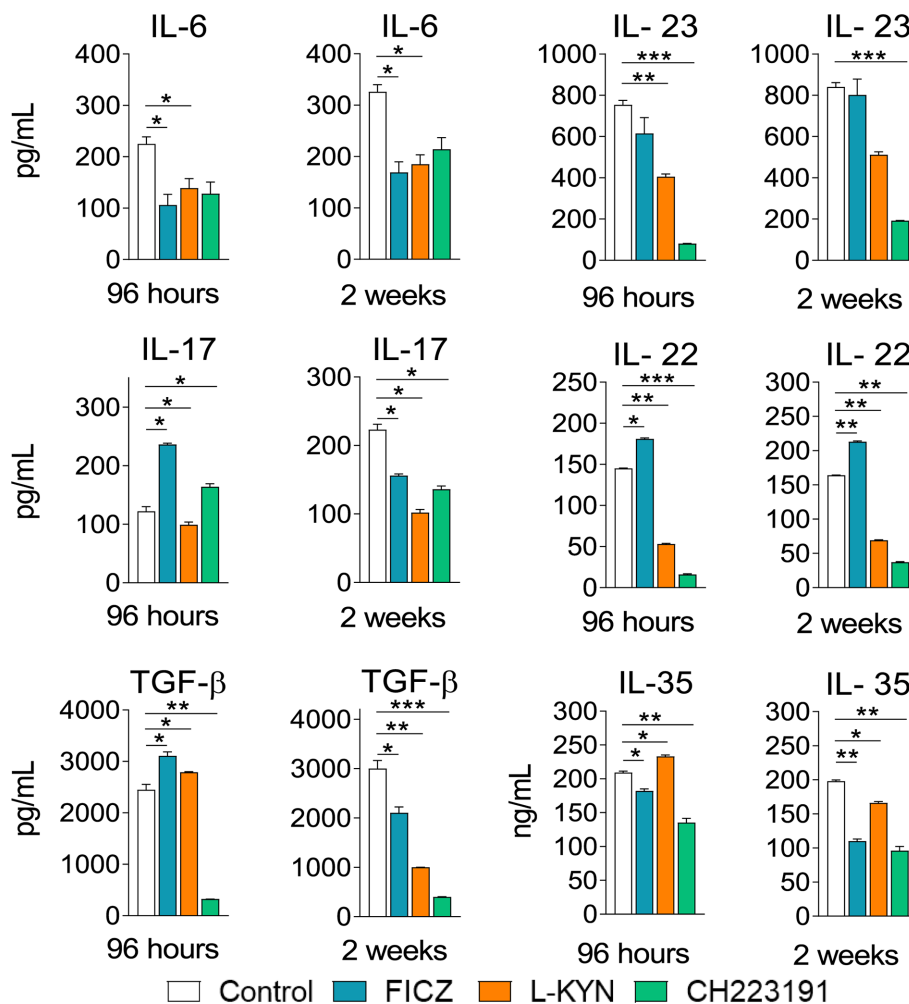 IL-6 IL-6 IL- 23 IL- 23
400 400 1000 1000
*** ***
* * **
* *
300 300 800 800
200 200 600 600
100 100 400 400
200 200
0 0 0 0
pg/mL
96 hours 2 weeks 96 hours 2 weeks
IL-17 IL-17 IL- 22 IL- 22
300 300 250 300
* * *** **
* * ** **
* * * **
200 200 200 250
150 200
100 100 100 150
50 100
50
0 0 0 0
pg/mL
96 hours 2 weeks 96 hours 2 weeks
TGF-β TGF-β IL-35 IL- 35
4000 4000 300 300
** *** ** **
* ** * *
* * * **
3000 3000 250 250
2000 2000 200 200
150 150
1000 1000 100 100
50 50
0 0 0 0
pg/mL ng/mL
96 hours 2 weeks 96 hours 2 weeks
Control FICZ L-KYN CH223191